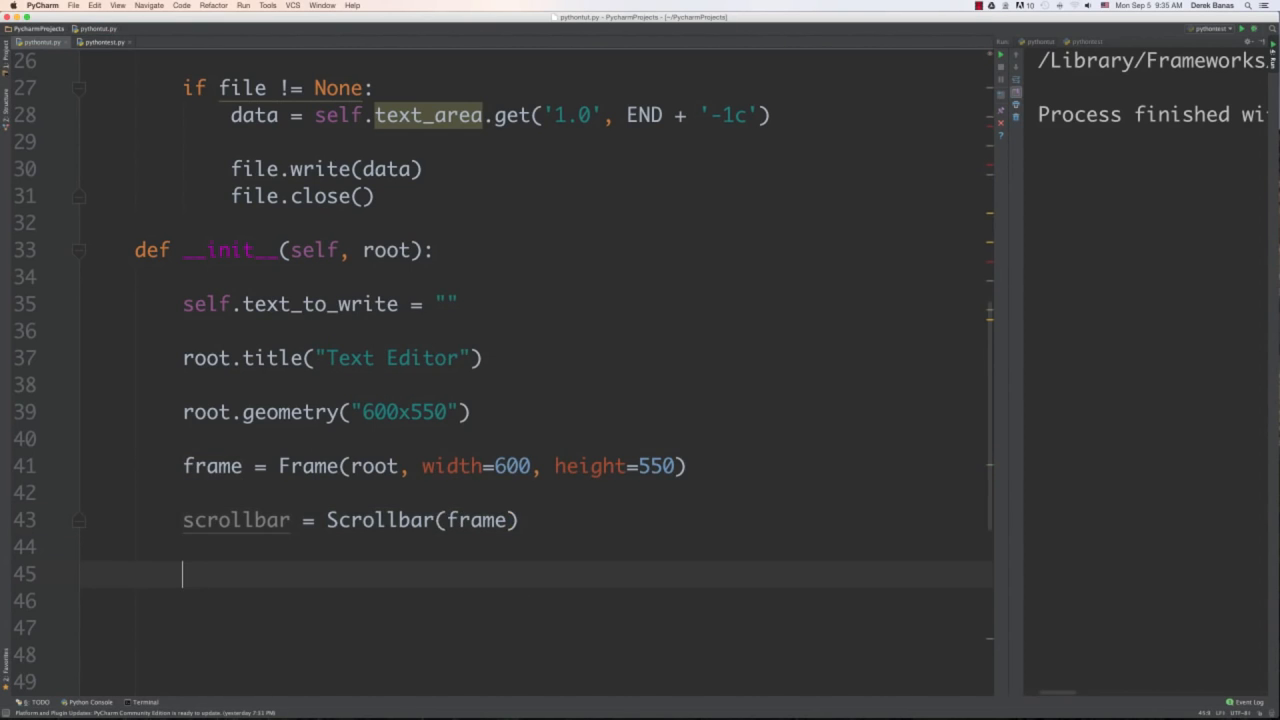 PyCharm File Edit View Navigate Code Refactor Run Tools VCS Window Help 10 Mon Sep 5 9:35 AM Derek Banas
pythontut.py - PycharmProjects - [~/PycharmProjects]
PycharmProjects pythontut.py pythontest
pythontut.py pythontest.py Run: pythontut pythontest
26
27 if file != None:
28 data = self.text_area.get('1.0', END + '-1c')
29
30 file.write(data)
31 file.close()
32
33 def __init__(self, root):
34
35 self.text_to_write = ""
36
37 root.title("Text Editor")
38
39 root.geometry("600x550")
40
41 frame = Frame(root, width=600, height=550)
42
43 scrollbar = Scrollbar(frame)
44
45
46
47
48
49
/Library/Frameworks
Process finished wi
1: Project
7: Structure
2: Favorites
Run
6: TODO Python Console Terminal Event Log
Platform and Plugin Updates: PyCharm Community Edition is ready to update. (yesterday 7:51 PM) 45:9 LF÷ UTF-8÷